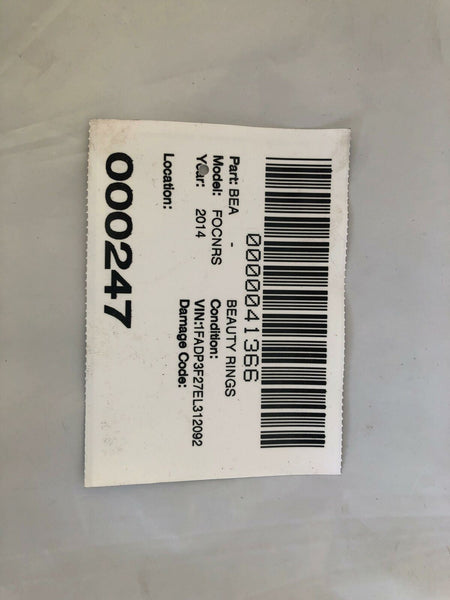 0000041366
Part: BEA - BEAUTY RINGS
Model: FOCNRS Condition:
Year: 2014 VIN:1FADP3F27EL312092
Damage Code:
Location:
000247